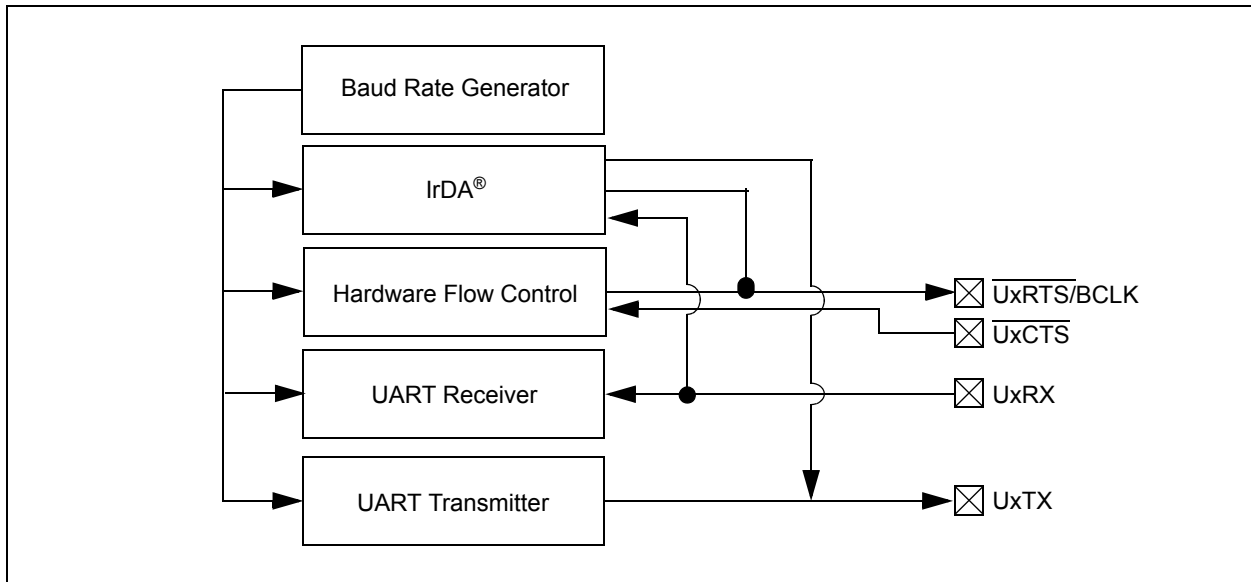 Baud Rate Generator
IrDA®
Hardware Flow Control
UxRTS/BCLK
UxCTS
UART Receiver
UxRX
UART Transmitter
UxTX